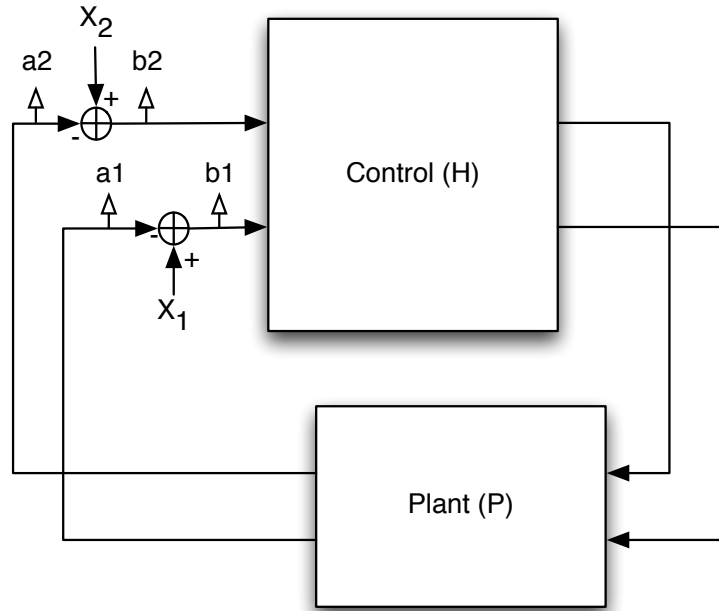 X2
a2
b2
+
-
a1
b1
Control (H)
-
+
X1
Plant (P)